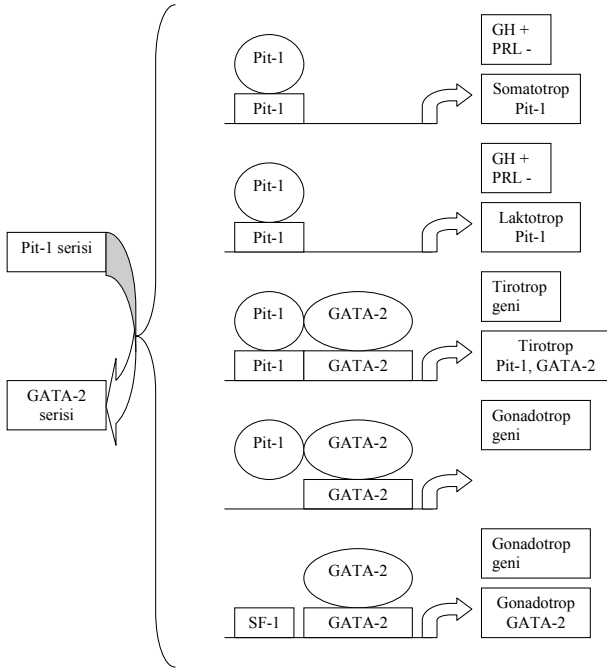 Pit-1 serisi
GATA-2
serisi
Pit-1
Pit-1
GH +
PRL -
Somatotrop
Pit-1
Pit-1
Pit-1
GH +
PRL -
Laktotrop
Pit-1
Pit-1
GATA-2
Pit-1
GATA-2
Tirotrop
geni
Tirotrop
Pit-1, GATA-2
Pit-1
GATA-2
GATA-2
Gonadotrop
geni
GATA-2
SF-1
GATA-2
Gonadotrop
geni
Gonadotrop
GATA-2